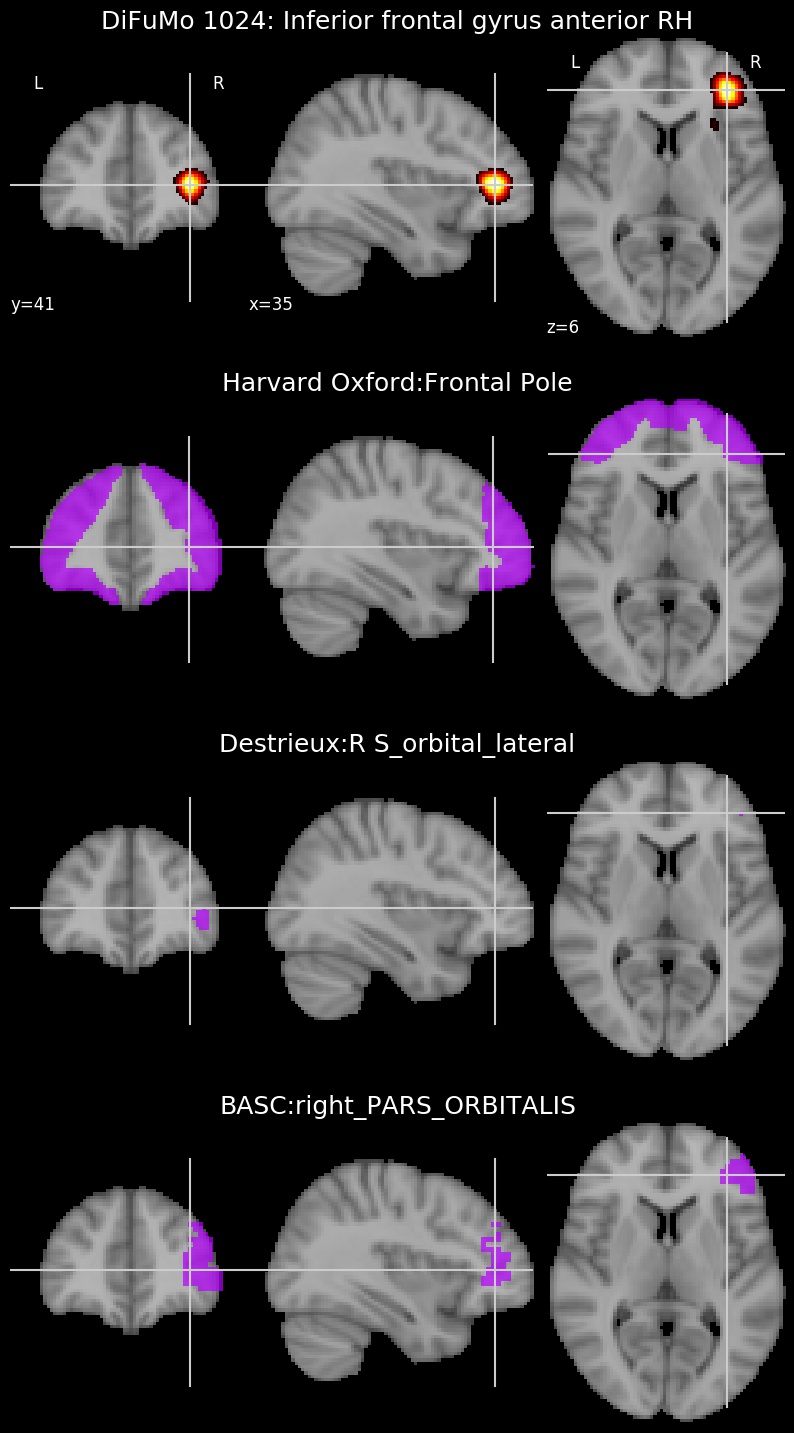 DiFuMo 1024: Inferior frontal gyrus anterior RH
L R
L R
y=41
x=35
z=6
Harvard Oxford:Frontal Pole
Destrieux:R S_orbital_lateral
BASC:right_PARS_ORBITALIS